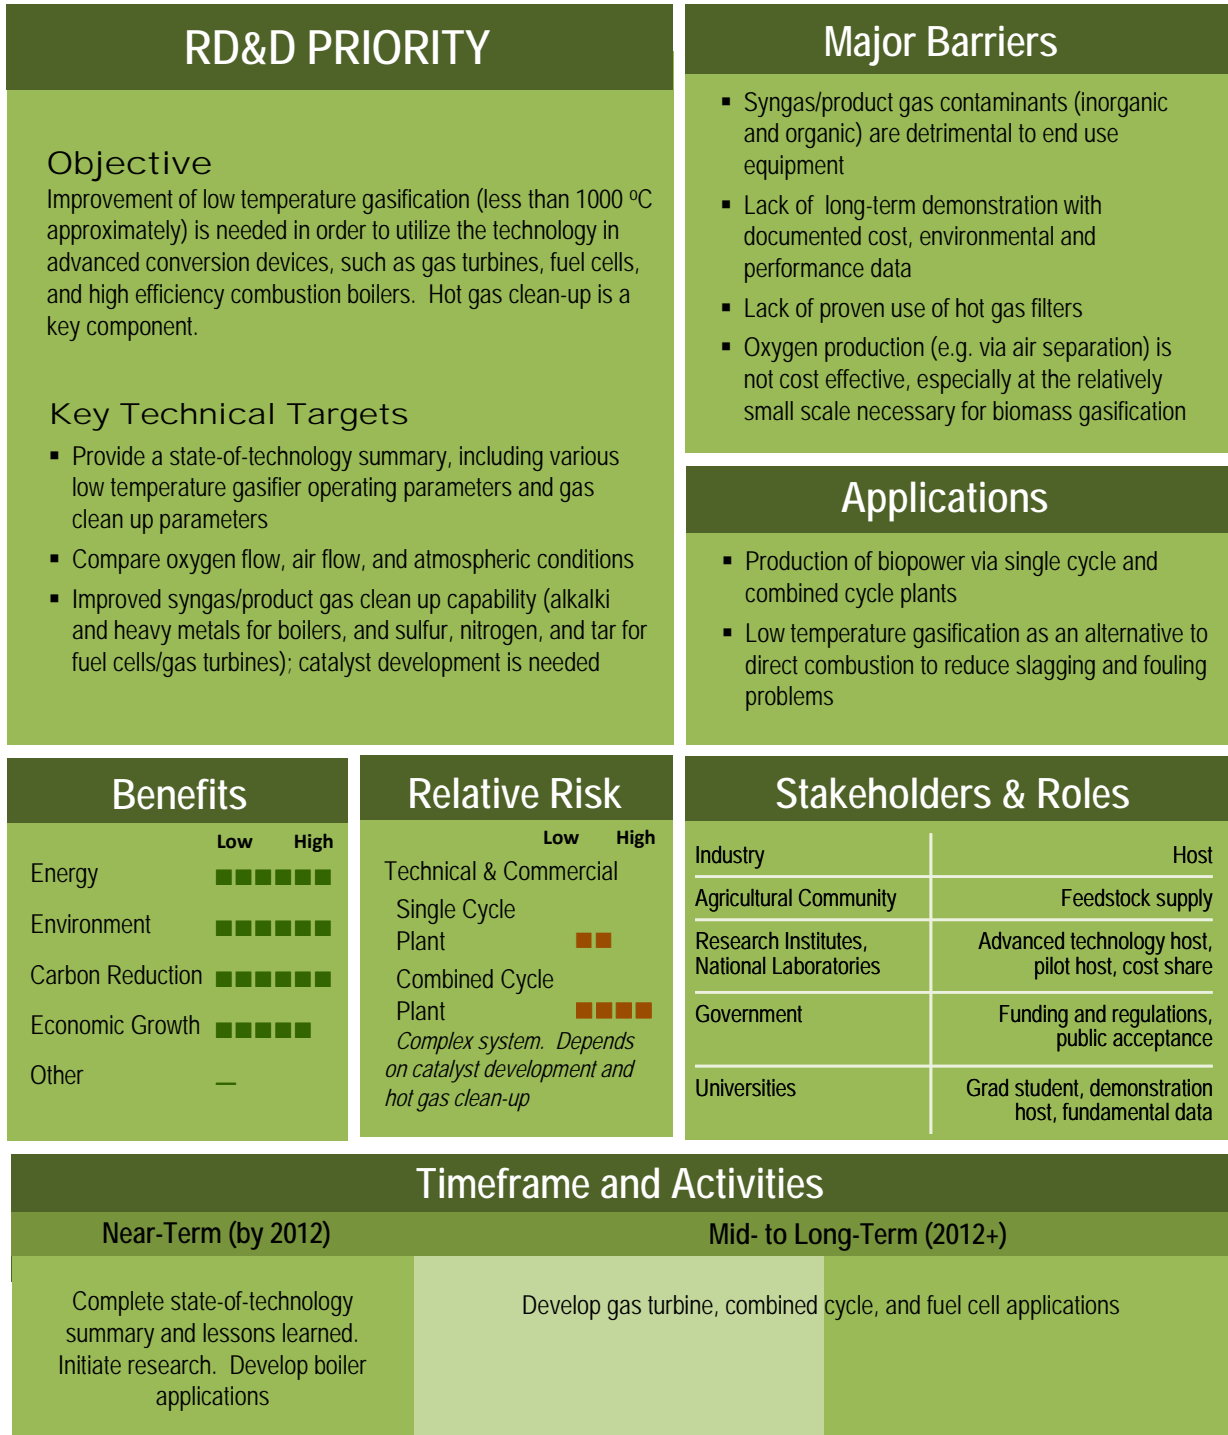 RD&D PRIORITY
Objective
Improvement of low temperature gasification (less than 1000 ºC
approximately) is needed in order to utilize the technology in
advanced conversion devices, such as gas turbines, fuel cells,
and high efficiency combustion boilers.  Hot gas clean-up is a
key component.
Key Technical Targets
▪ Provide a state-of-technology summary, including various
low temperature gasifier operating parameters and gas
clean up parameters
▪ Compare oxygen flow, air flow, and atmospheric conditions
▪ Improved syngas/product gas clean up capability (alkalki
and heavy metals for boilers, and sulfur, nitrogen, and tar for
fuel cells/gas turbines); catalyst development is needed
Major Barriers
▪ Syngas/product gas contaminants (inorganic
and organic) are detrimental to end use
equipment
▪ Lack of  long-term demonstration with
documented cost, environmental and
performance data
▪ Lack of proven use of hot gas filters
▪ Oxygen production (e.g. via air separation) is
not cost effective, especially at the relatively
small scale necessary for biomass gasification
Applications
▪ Production of biopower via single cycle and
combined cycle plants
▪ Low temperature gasification as an alternative to
direct combustion to reduce slagging and fouling
problems
Benefits
Low High
Energy
Environment
Carbon Reduction
Economic Growth
Other —
Relative Risk
Low High
Technical & Commercial
Single Cycle
Plant
Combined Cycle
Plant
Complex system.  Depends
on catalyst development and
hot gas clean-up
Stakeholders & Roles
Industry Host
Agricultural Community Feedstock supply
Research Institutes, Advanced technology host,
National Laboratories pilot host, cost share
Government Funding and regulations,
public acceptance
Universities Grad student, demonstration
host, fundamental data
Timeframe and Activities
Near-Term (by 2012) Mid- to Long-Term (2012+)
Complete state-of-technology
summary and lessons learned.
Initiate research.  Develop boiler
applications
Develop gas turbine, combined cycle, and fuel cell applications